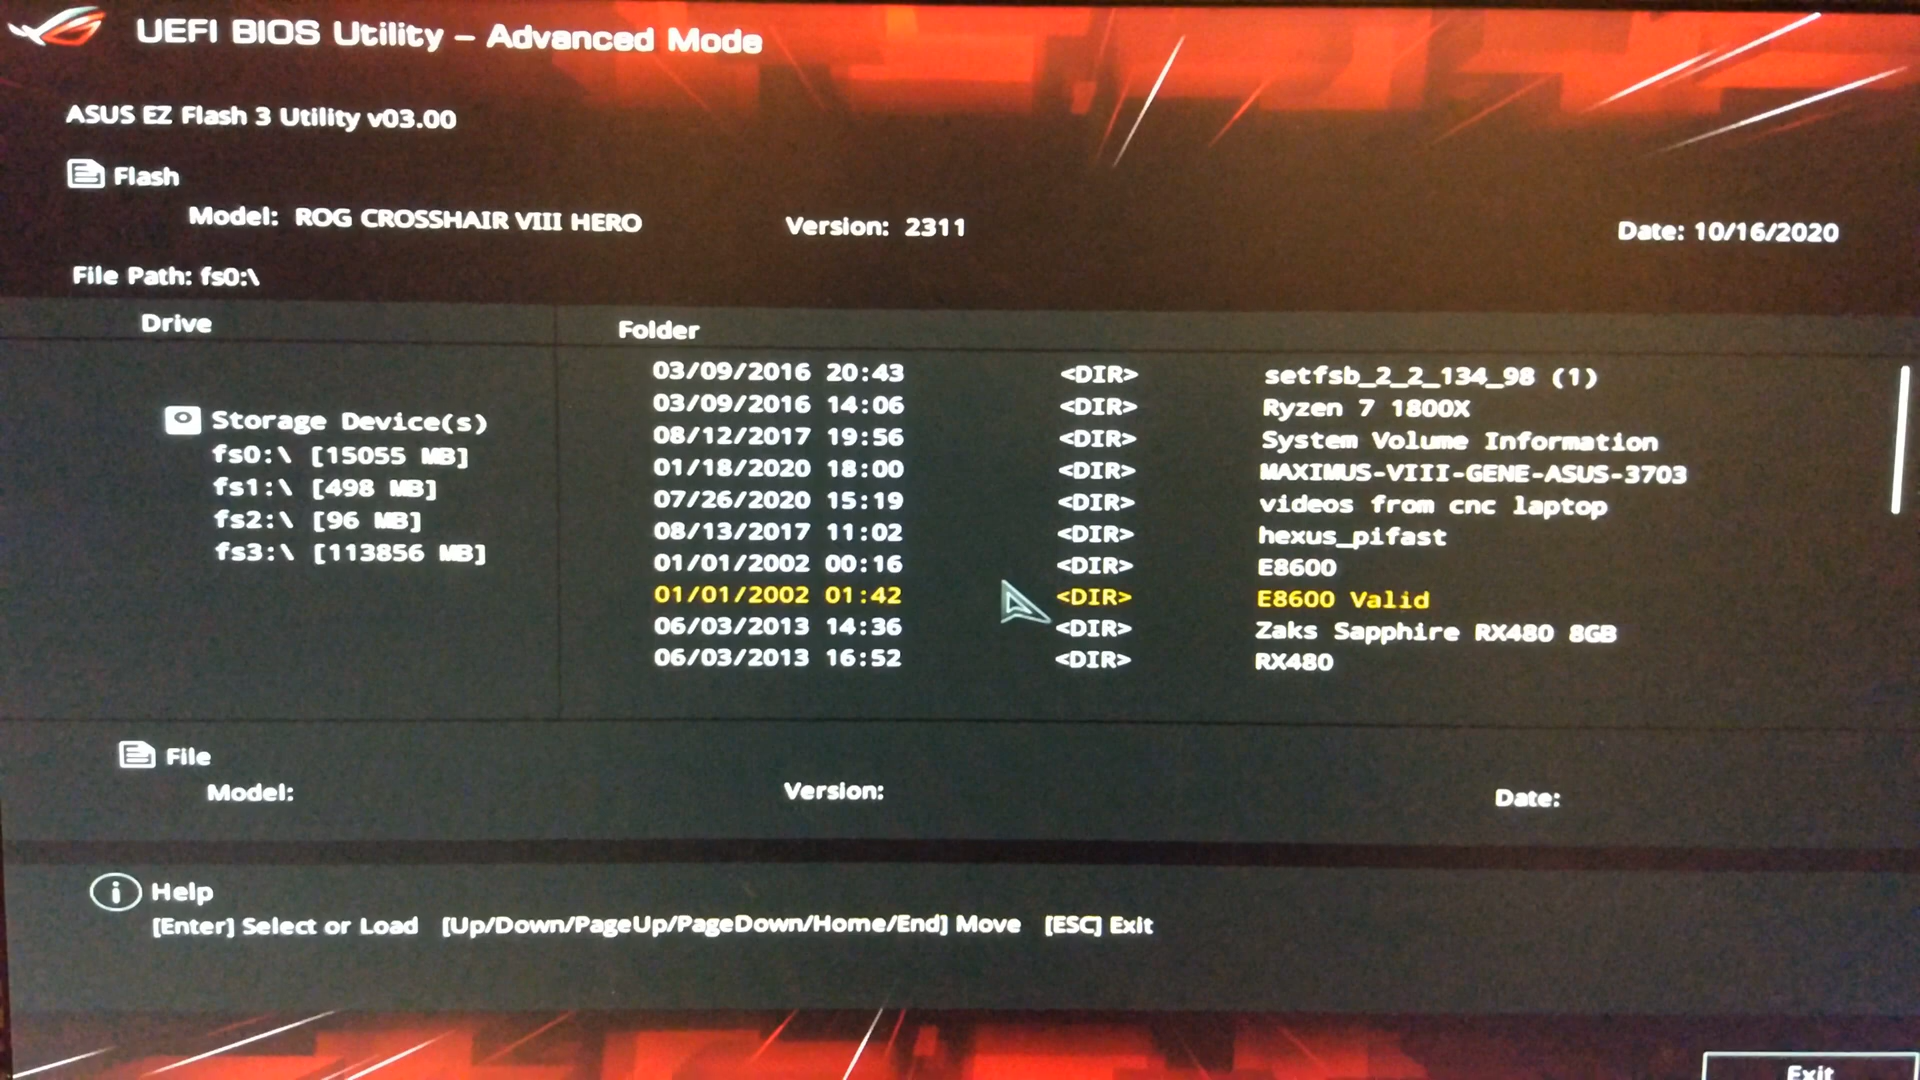 UEFI BIOS Utility – Advanced Mode
ASUS EZ Flash 3 Utility v03.00
Flash
Model: ROG CROSSHAIR VIII HERO Version: 2311 Date: 10/16/2020
File Path: fs0:\
Drive Folder
03/09/2016 20:43 <DIR> setfsb_2_2_134_98 (1)
03/09/2016 14:06 <DIR> Ryzen 7 1800X
Storage Device(s) 08/12/2017 19:56 <DIR> System Volume Information
fs0:\ [15055 MB] 01/18/2020 18:00 <DIR> MAXIMUS-VIII-GENE-ASUS-3703
fs1:\ [498 MB] 07/26/2020 15:19 <DIR> videos from cnc laptop
fs2:\ [96 MB] 08/13/2017 11:02 <DIR> hexus_pifast
fs3:\ [113856 MB] 01/01/2002 00:16 <DIR> E8600
01/01/2002 01:42 <DIR> E8600 Valid
06/03/2013 14:36 <DIR> Zaks Sapphire RX480 8GB
06/03/2013 16:52 <DIR> RX480
File
Model: Version: Date:
Help
[Enter] Select or Load [Up/Down/PageUp/PageDown/Home/End] Move [ESC] Exit
Exit